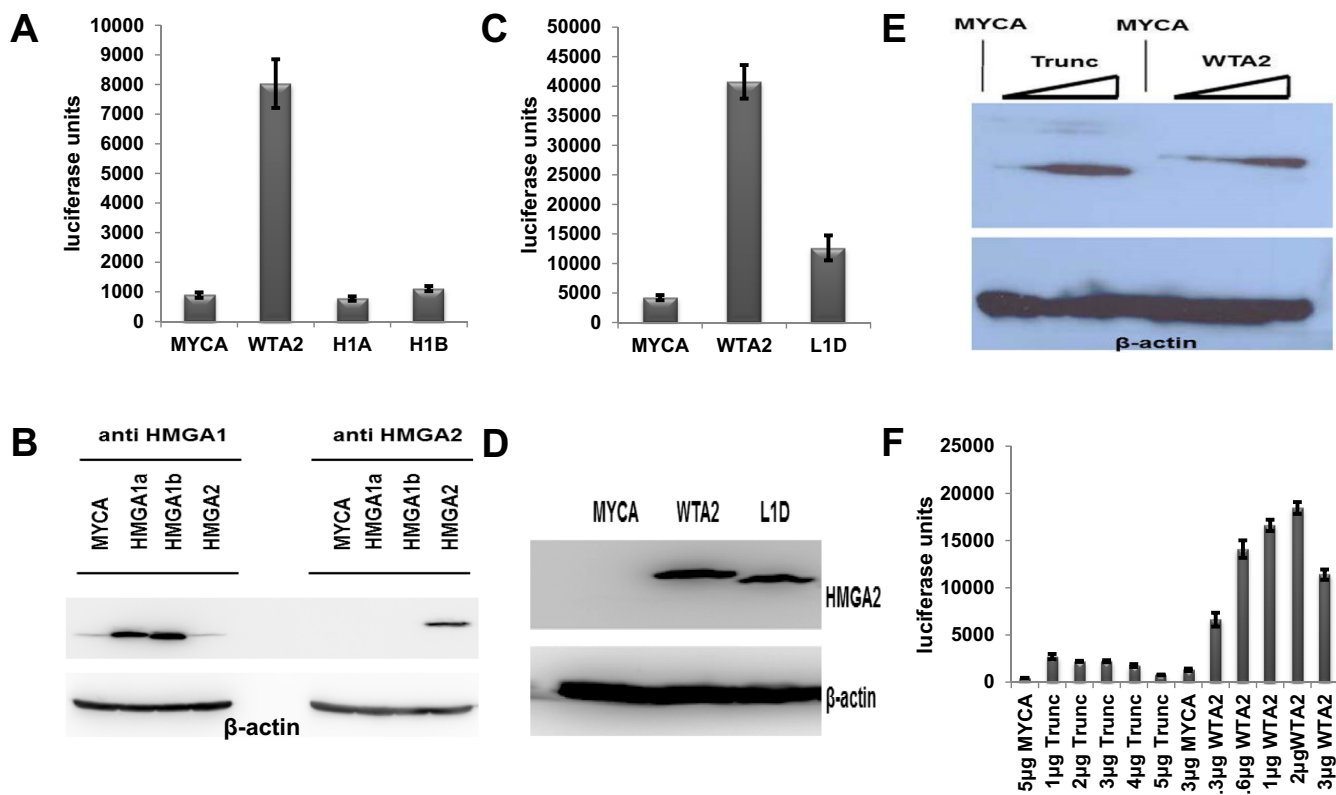 A
10000
9000
8000
7000
6000
5000
4000
3000
2000
1000
0
luciferase units
MYCA WTA2 H1A H1B
C
50000
45000
40000
35000
30000
25000
20000
15000
10000
5000
0
luciferase units
MYCA WTA2 L1D
E
MYCA MYCA
Trunc WTA2
β-actin
B
anti HMGA1 anti HMGA2
MYCA HMGA1a HMGA1b HMGA2 MYCA HMGA1a HMGA1b HMGA2
β-actin
D
MYCA WTA2 L1D
HMGA2
β-actin
F
25000
20000
15000
10000
5000
0
luciferase units
5μg MYCA
1μg Trunc
2μg Trunc
3μg Trunc
4μg Trunc
5μg Trunc
3μg MYCA
.3μg WTA2
.6μg WTA2
1μg WTA2
2μgWTA2
3μg WTA2